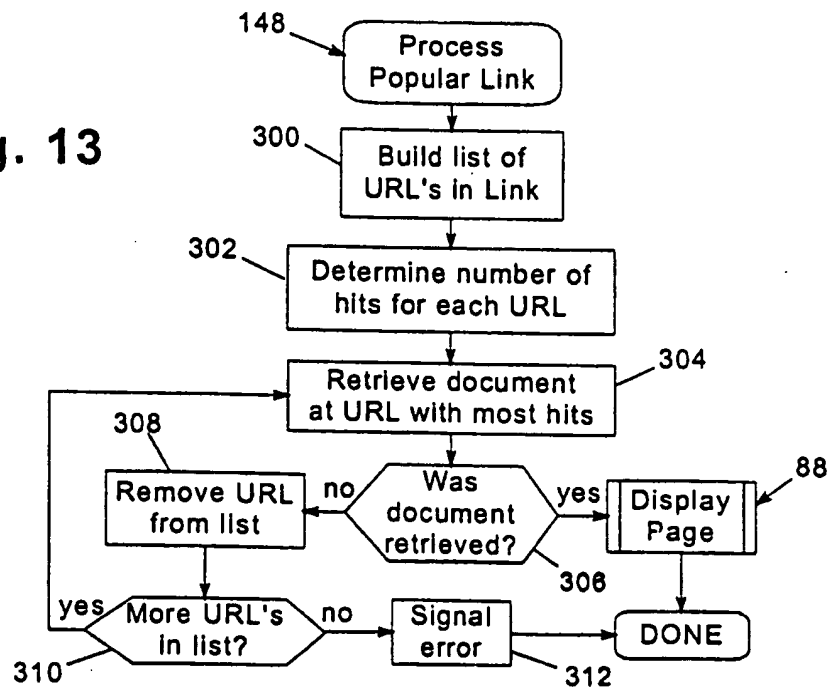 148
Process
Popular Link
g. 13
300
Build list of
URL's in Link
302
Determine number of
hits for each URL
304
Retrieve document
at URL with most hits
308
Remove URL
from list
no
Was
document
retrieved?
yes
306
Display
Page
88
yes
More URL's
in list?
no
310
Signal
error
312
DONE